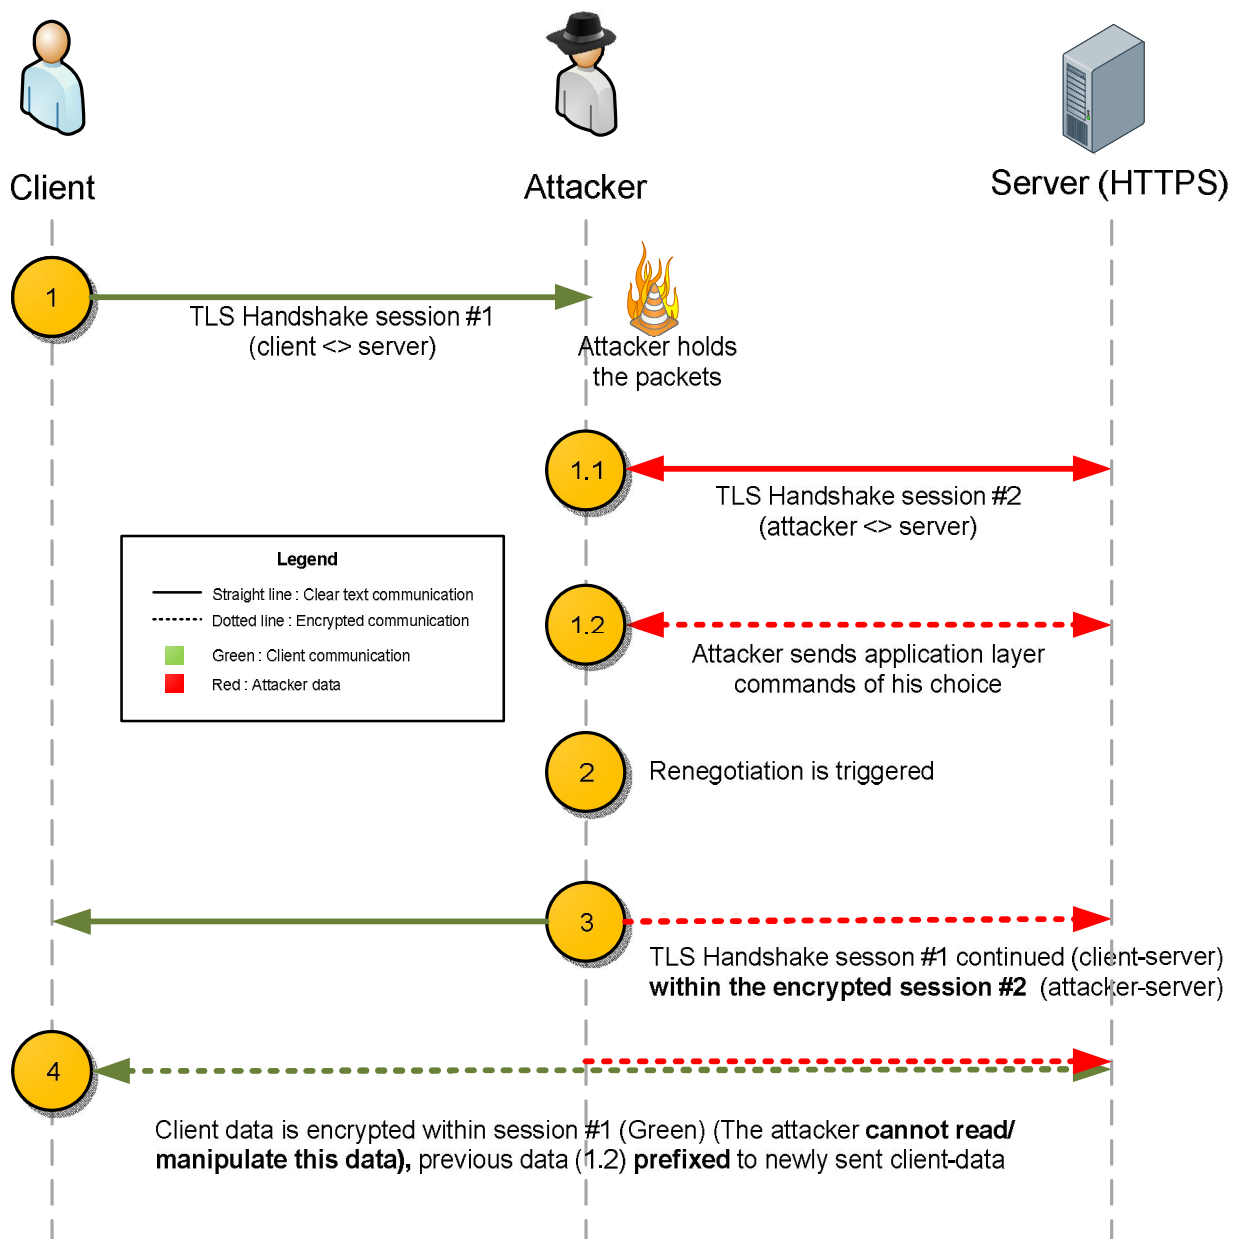 Client
Attacker
Server (HTTPS)
1
TLS Handshake session #1
(client <> server)
Attacker holds
the packets
1.1
TLS Handshake session #2
(attacker <> server)
Legend
Straight line : Clear text communication
Dotted line : Encrypted communication
Green : Client communication
Red : Attacker data
1.2
Attacker sends application layer
commands of his choice
2
Renegotiation is triggered
3
TLS Handshake sesson #1 continued (client-server)
within the encrypted session #2 (attacker-server)
4
Client data is encrypted within session #1 (Green) (The attacker cannot read/
manipulate this data), previous data (1.2) prefixed to newly sent client-data